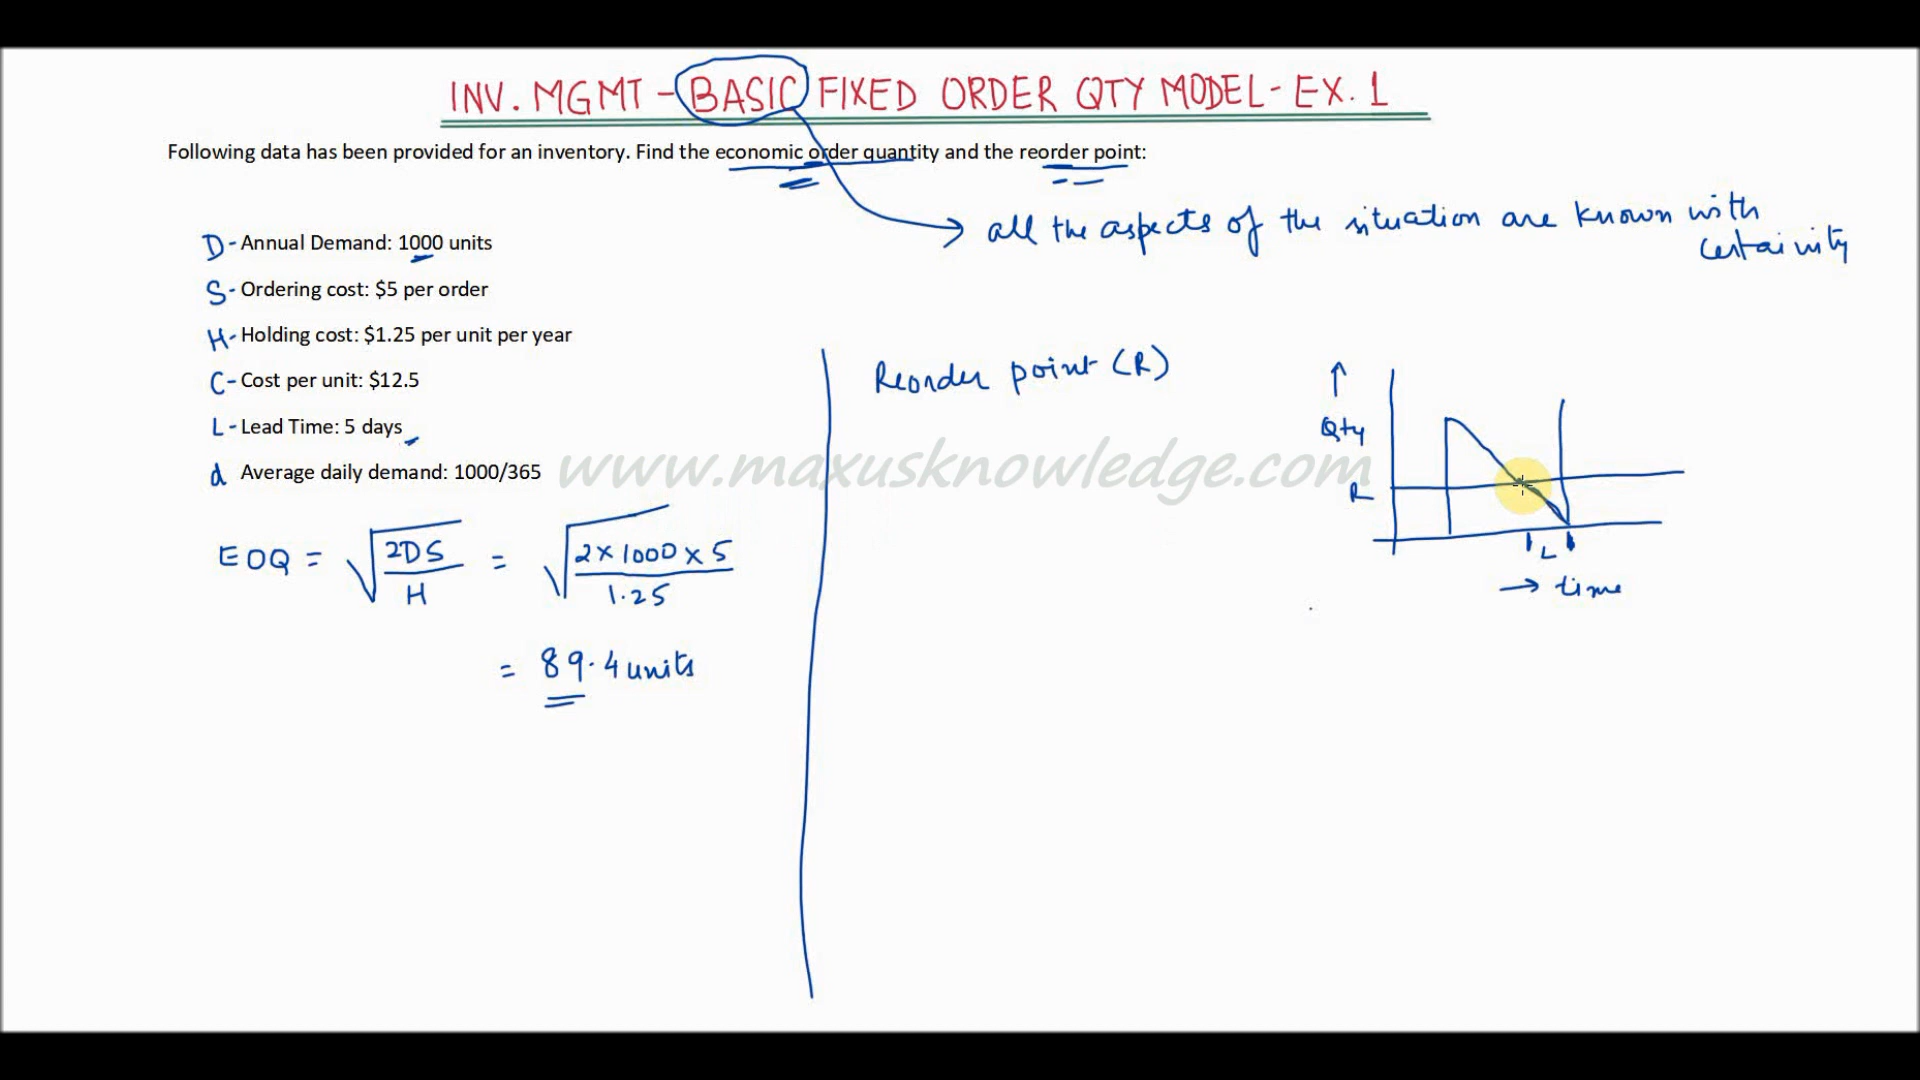 INV. MGMT - BASIC FIXED ORDER QTY MODEL - EX. 1
Following data has been provided for an inventory. Find the economic order quantity and the reorder point:
→ all the aspects of the situation are known with
certainity
D - Annual Demand: 1000 units
S - Ordering cost: $5 per order
H - Holding cost: $1.25 per unit per year
C - Cost per unit: $12.5
L - Lead Time: 5 days
d Average daily demand: 1000/365
EOQ = √(2DS/H) = √(2×1000×5/1.25)
= 89.4 units
Reorder point (R)
↑
Qty
R
L
→ time
www.maxusknowledge.com